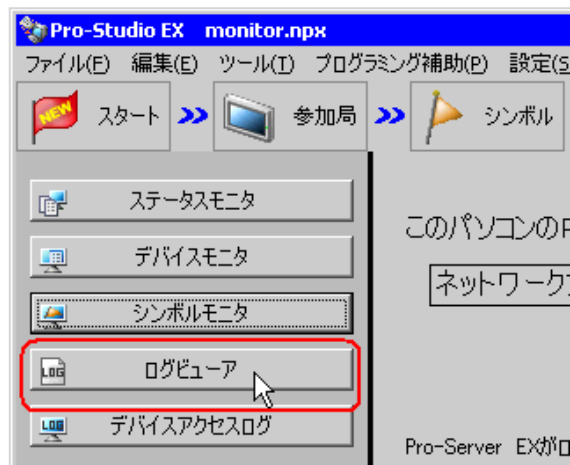 Pro-Studio EX monitor.npx
ファイル(F) 編集(E) ツール(T) プログラミング補助(P) 設定(S
NEW スタート 参加局 シンボル
ステータスモニタ
デバイスモニタ
シンボルモニタ
LOG ログビューア
LOG デバイスアクセスログ
このパソコンのP
ネットワークプ
Pro-Server EXがロ